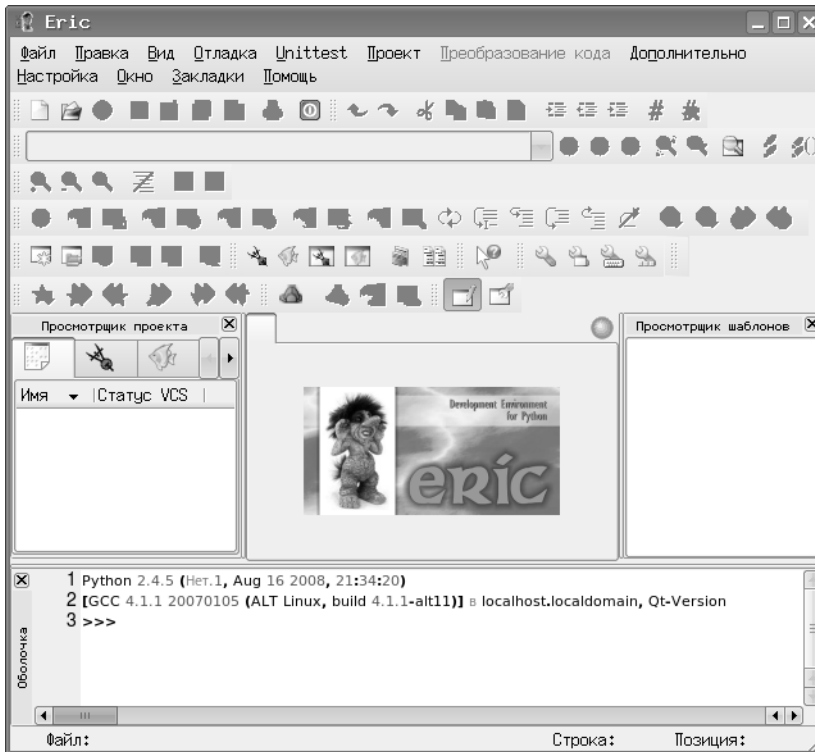 Eric
Файл Правка Вид Отладка Unittest Проект Преобразование кода Дополнительно
Настройка Окно Закладки Помощь
Просмотрщик проекта
Просмотрщик шаблонов
Имя Статус VCS
Development Environment
for Python
eric
1 Python 2.4.5 (Нет.1, Aug 16 2008, 21:34:20)
2 [GCC 4.1.1 20070105 (ALT Linux, build 4.1.1-alt11)] в localhost.localdomain, Qt-Version
3 >>>
Оболочка
Файл: Строка: Позиция: